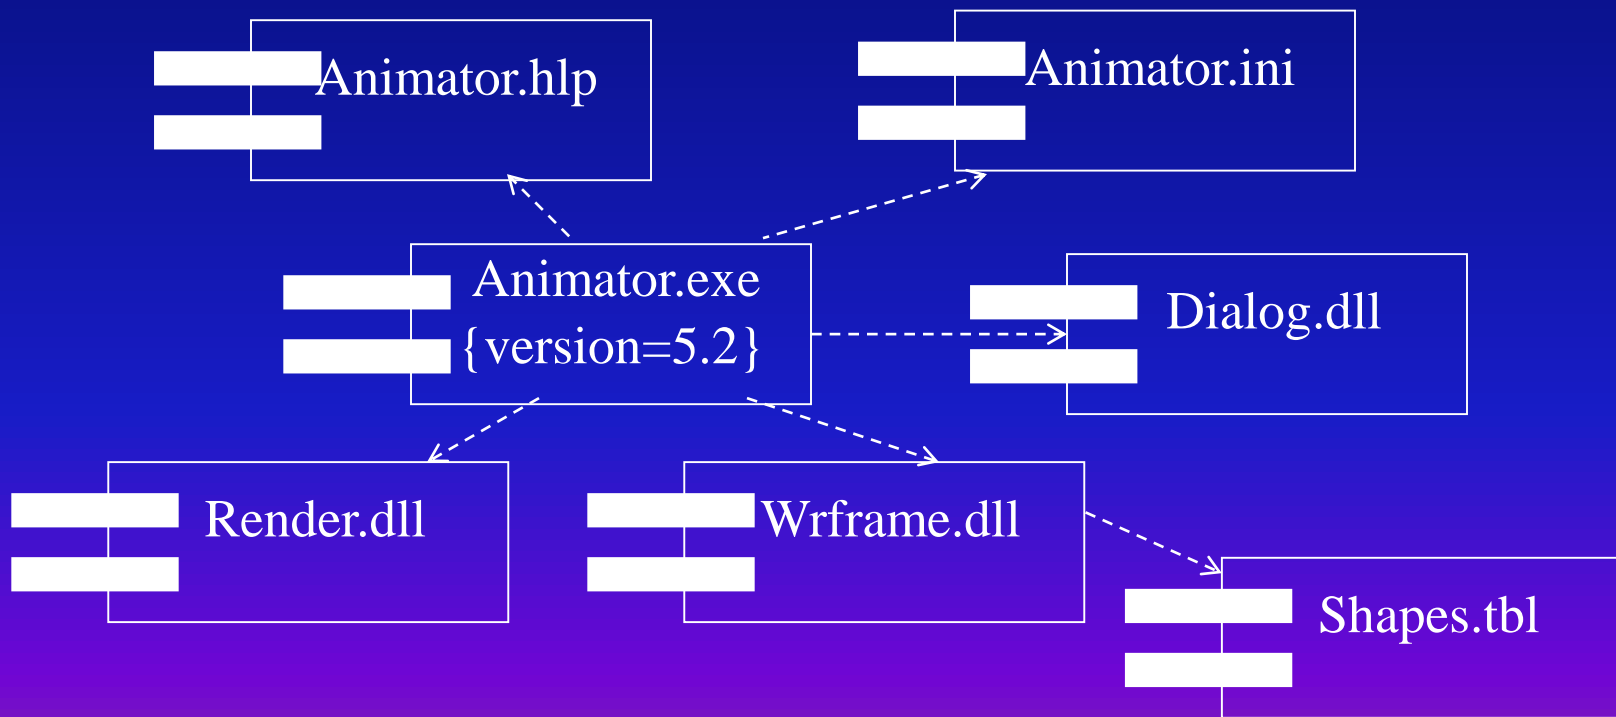 Animator.hlp
Animator.ini
Animator.exe
{version=5.2}
Dialog.dll
Render.dll
Wrframe.dll
Shapes.tbl